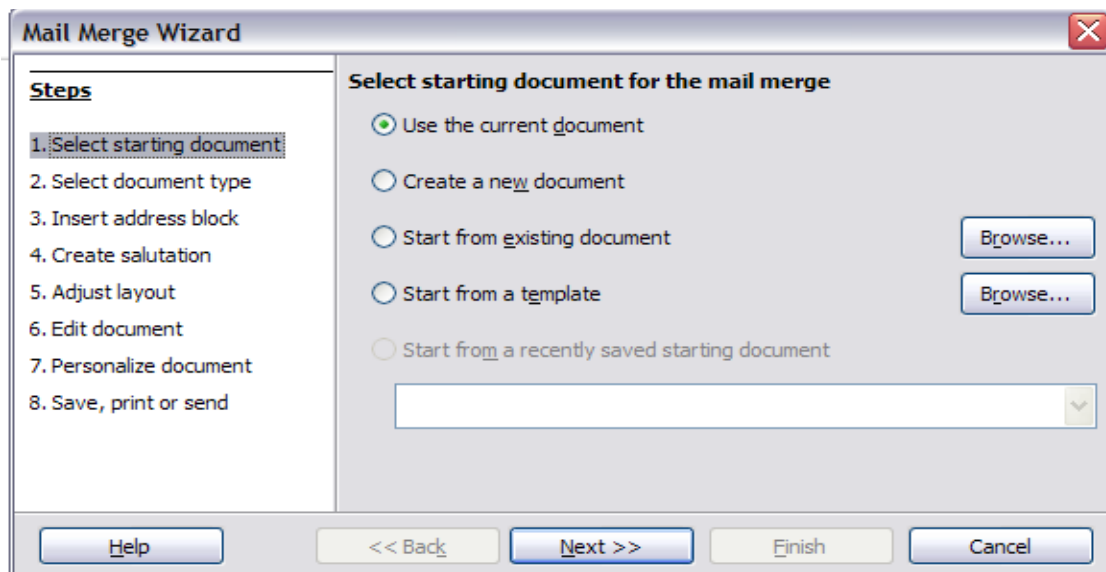 Mail Merge Wizard
Steps
1. Select starting document
2. Select document type
3. Insert address block
4. Create salutation
5. Adjust layout
6. Edit document
7. Personalize document
8. Save, print or send
Select starting document for the mail merge
Use the current document
Create a new document
Start from existing document
Browse...
Start from a template
Browse...
Start from a recently saved starting document
Help
<< Back
Next >>
Finish
Cancel